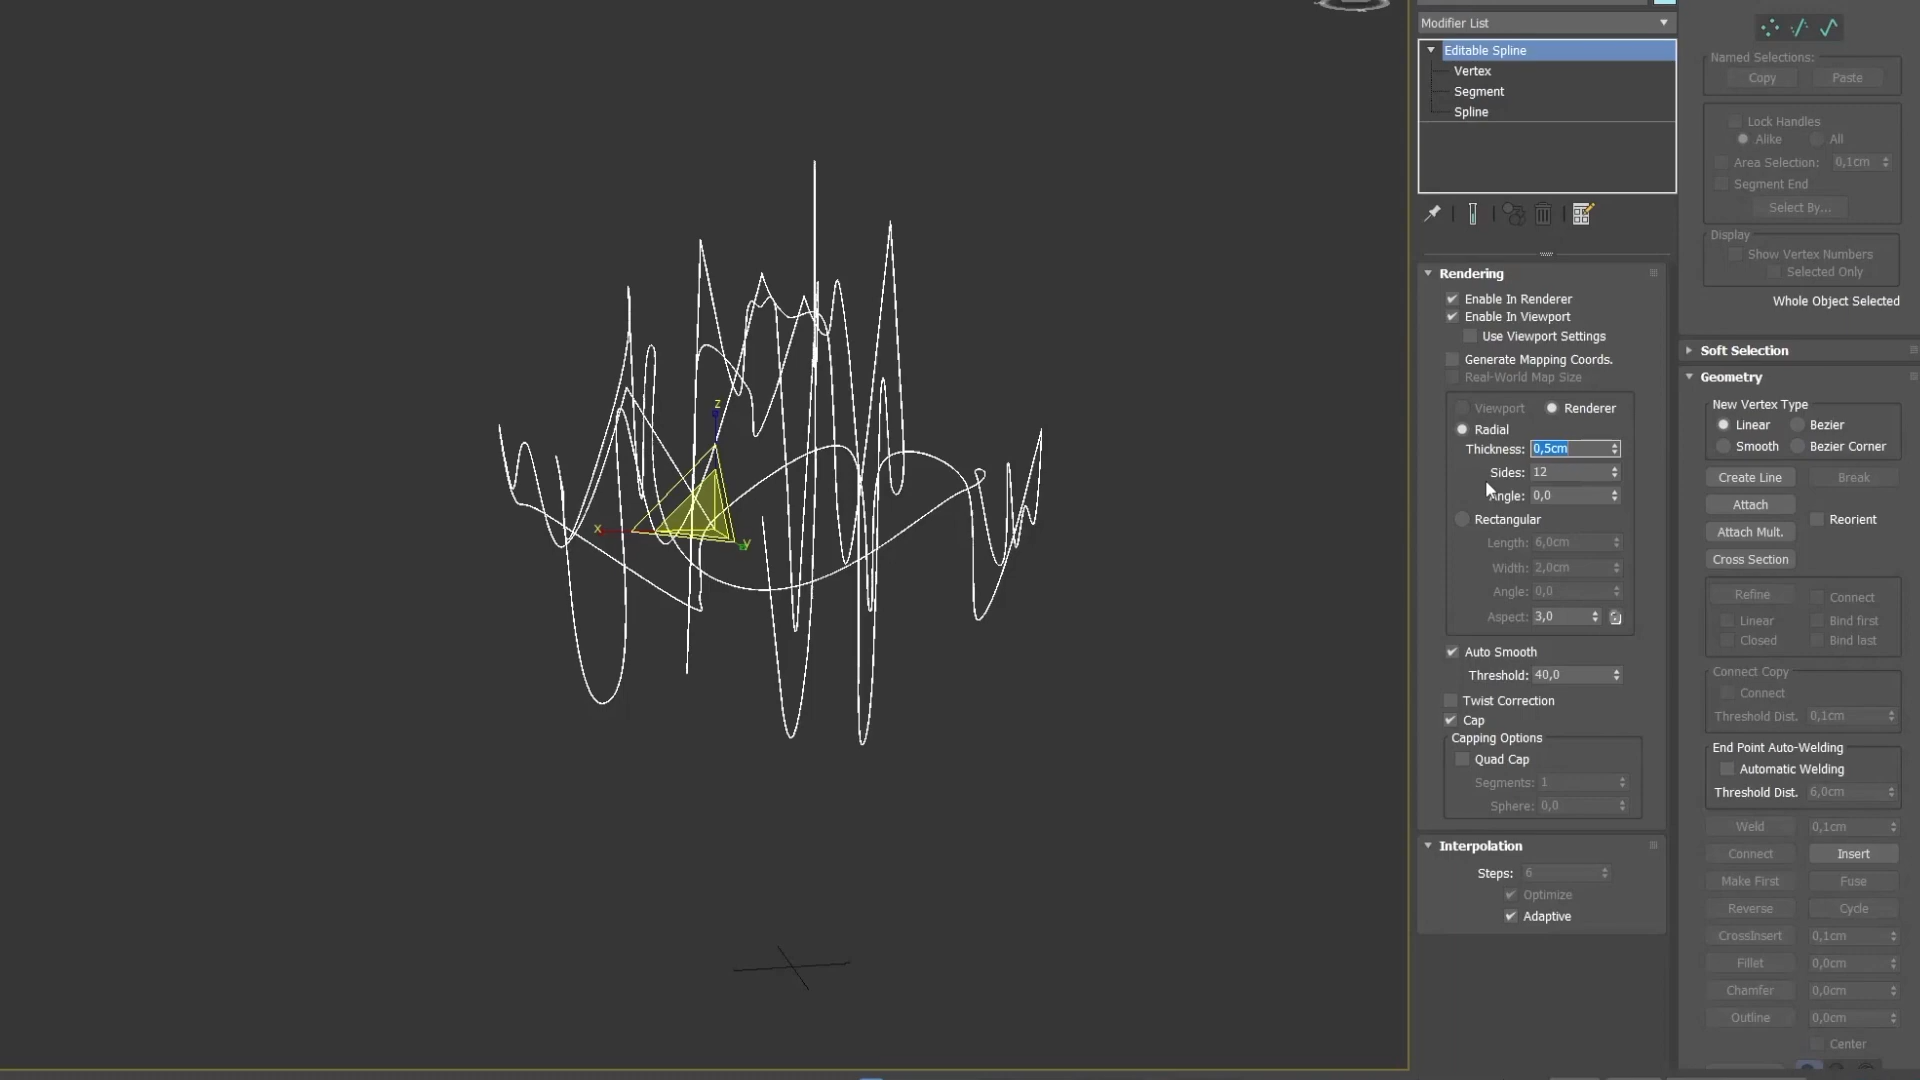 Modifier List
Editable Spline
Vertex
Segment
Spline
Rendering
Enable In Renderer
Enable In Viewport
Use Viewport Settings
Generate Mapping Coords.
Real-World Map Size
Viewport Renderer
Radial
Thickness: 0,5cm
Sides: 12
Angle: 0,0
Rectangular
Length: 6,0cm
Width: 2,0cm
Angle: 0,0
Aspect: 3,0
Auto Smooth
Threshold: 40,0
Twist Correction
Cap
Capping Options
Quad Cap
Segments: 1
Sphere: 0,0
Interpolation
Steps: 6
Optimize
Adaptive
Named Selections:
Copy Paste
Lock Handles
Alike All
Area Selection: 0,1cm
Segment End
Select By...
Display
Show Vertex Numbers
Selected Only
Whole Object Selected
Soft Selection
Geometry
New Vertex Type
Linear Bezier
Smooth Bezier Corner
Create Line Break
Attach
Attach Mult. Reorient
Cross Section
Refine Connect
Linear Bind first
Closed Bind last
Connect Copy
Connect
Threshold Dist. 0,1cm
End Point Auto-Welding
Automatic Welding
Threshold Dist. 6,0cm
Weld 0,1cm
Connect Insert
Make First Fuse
Reverse Cycle
CrossInsert 0,1cm
Fillet 0,0cm
Chamfer 0,0cm
Outline 0,0cm
Center
z
x
y